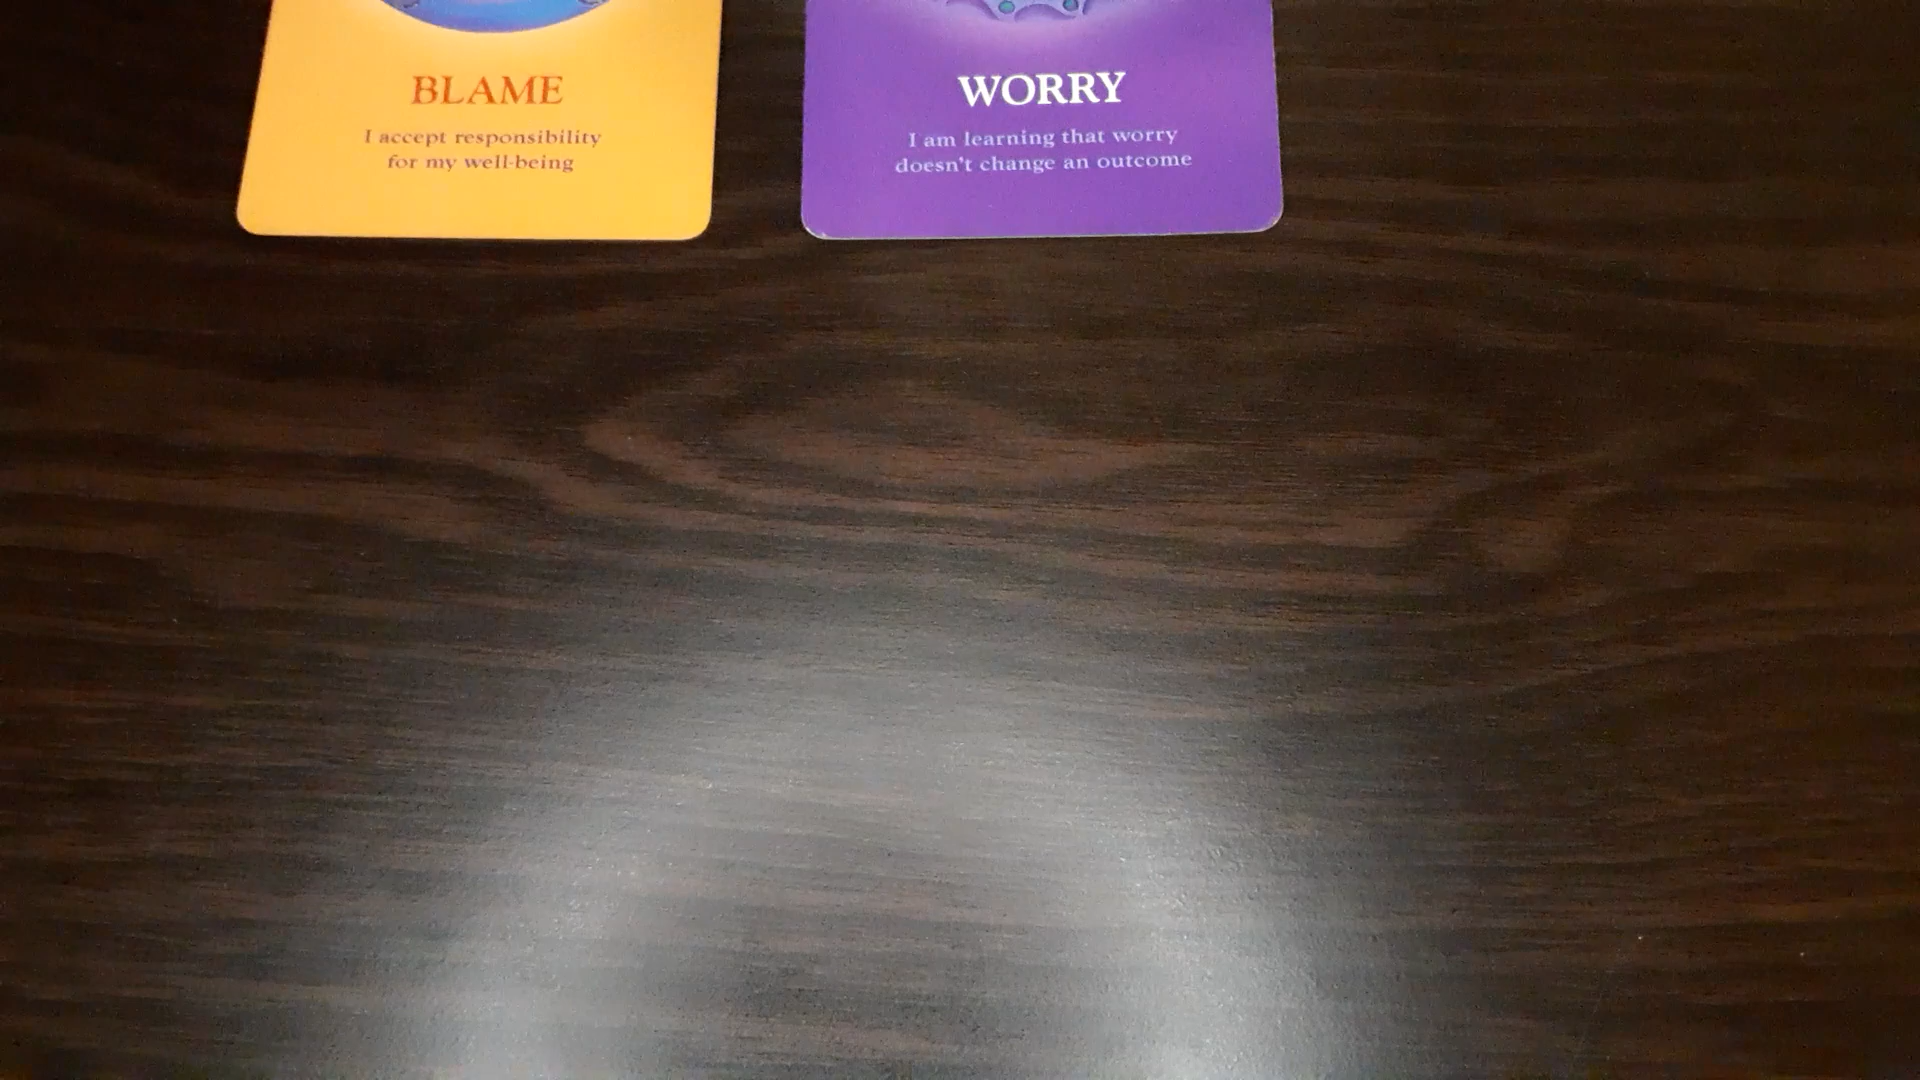 BLAME
I accept responsibility
for my well-being
WORRY
I am learning that worry
doesn't change an outcome